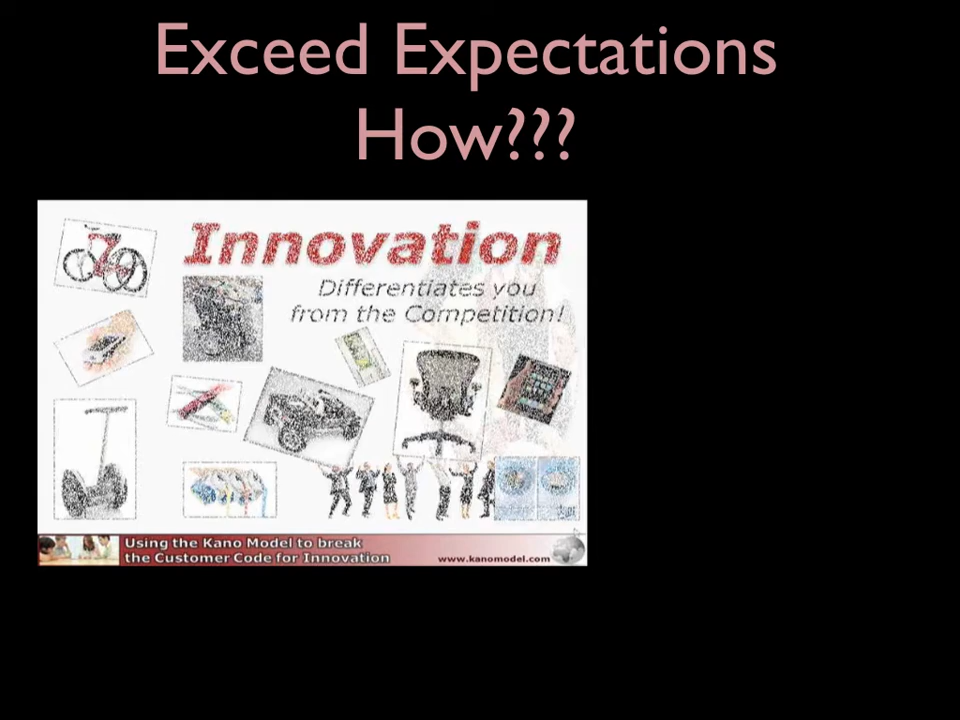 Exceed Expectations
How???
Innovation
Differentiates you
from the Competition!
Using the Kano Model to break
the Customer Code for Innovation
www.kanomodel.com